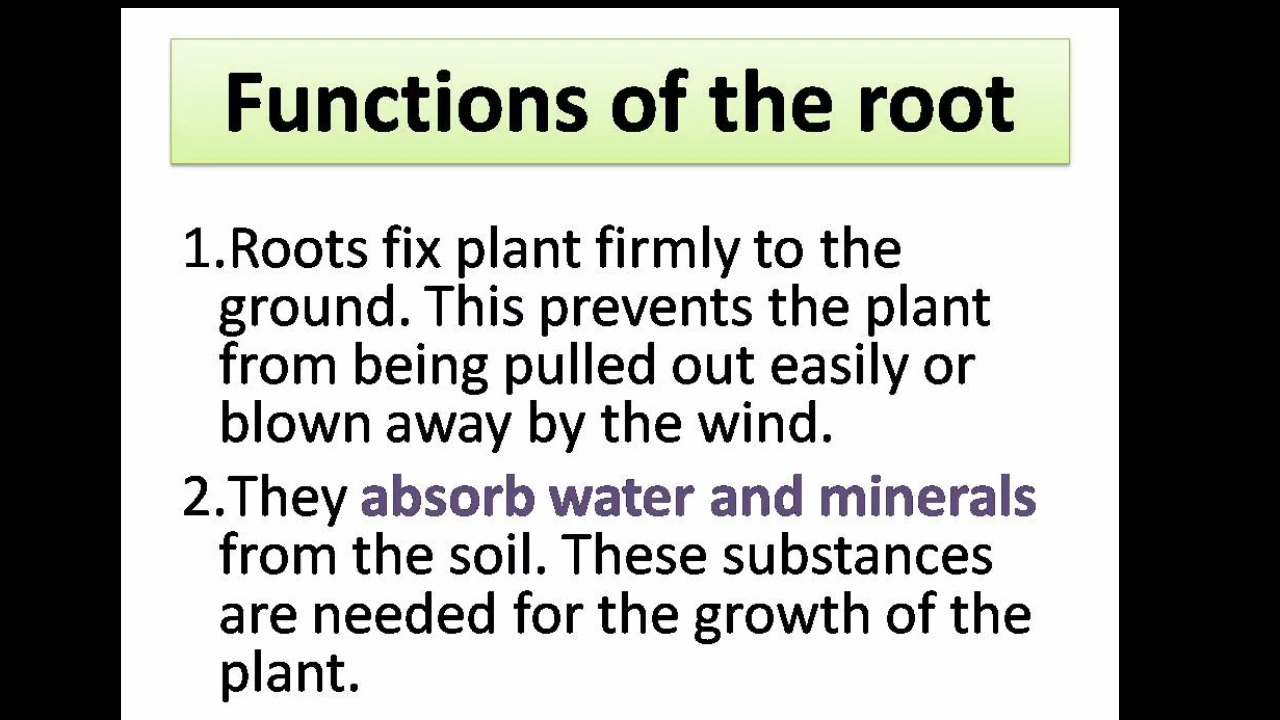 Functions of the root
1.Roots fix plant firmly to the
ground. This prevents the plant
from being pulled out easily or
blown away by the wind.
2.They absorb water and minerals
from the soil. These substances
are needed for the growth of the
plant.